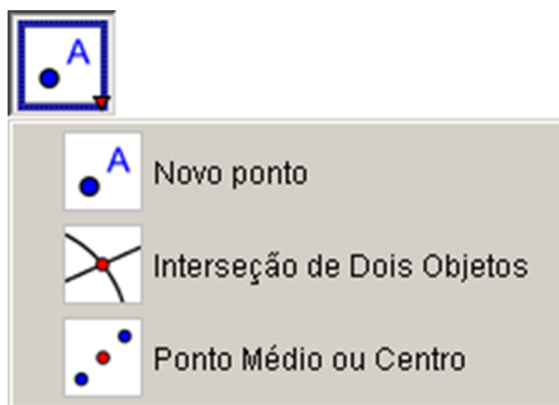 A
A
Novo ponto
Interseção de Dois Objetos
Ponto Médio ou Centro